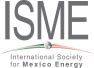 ISME
International Society
for Mexico Energy